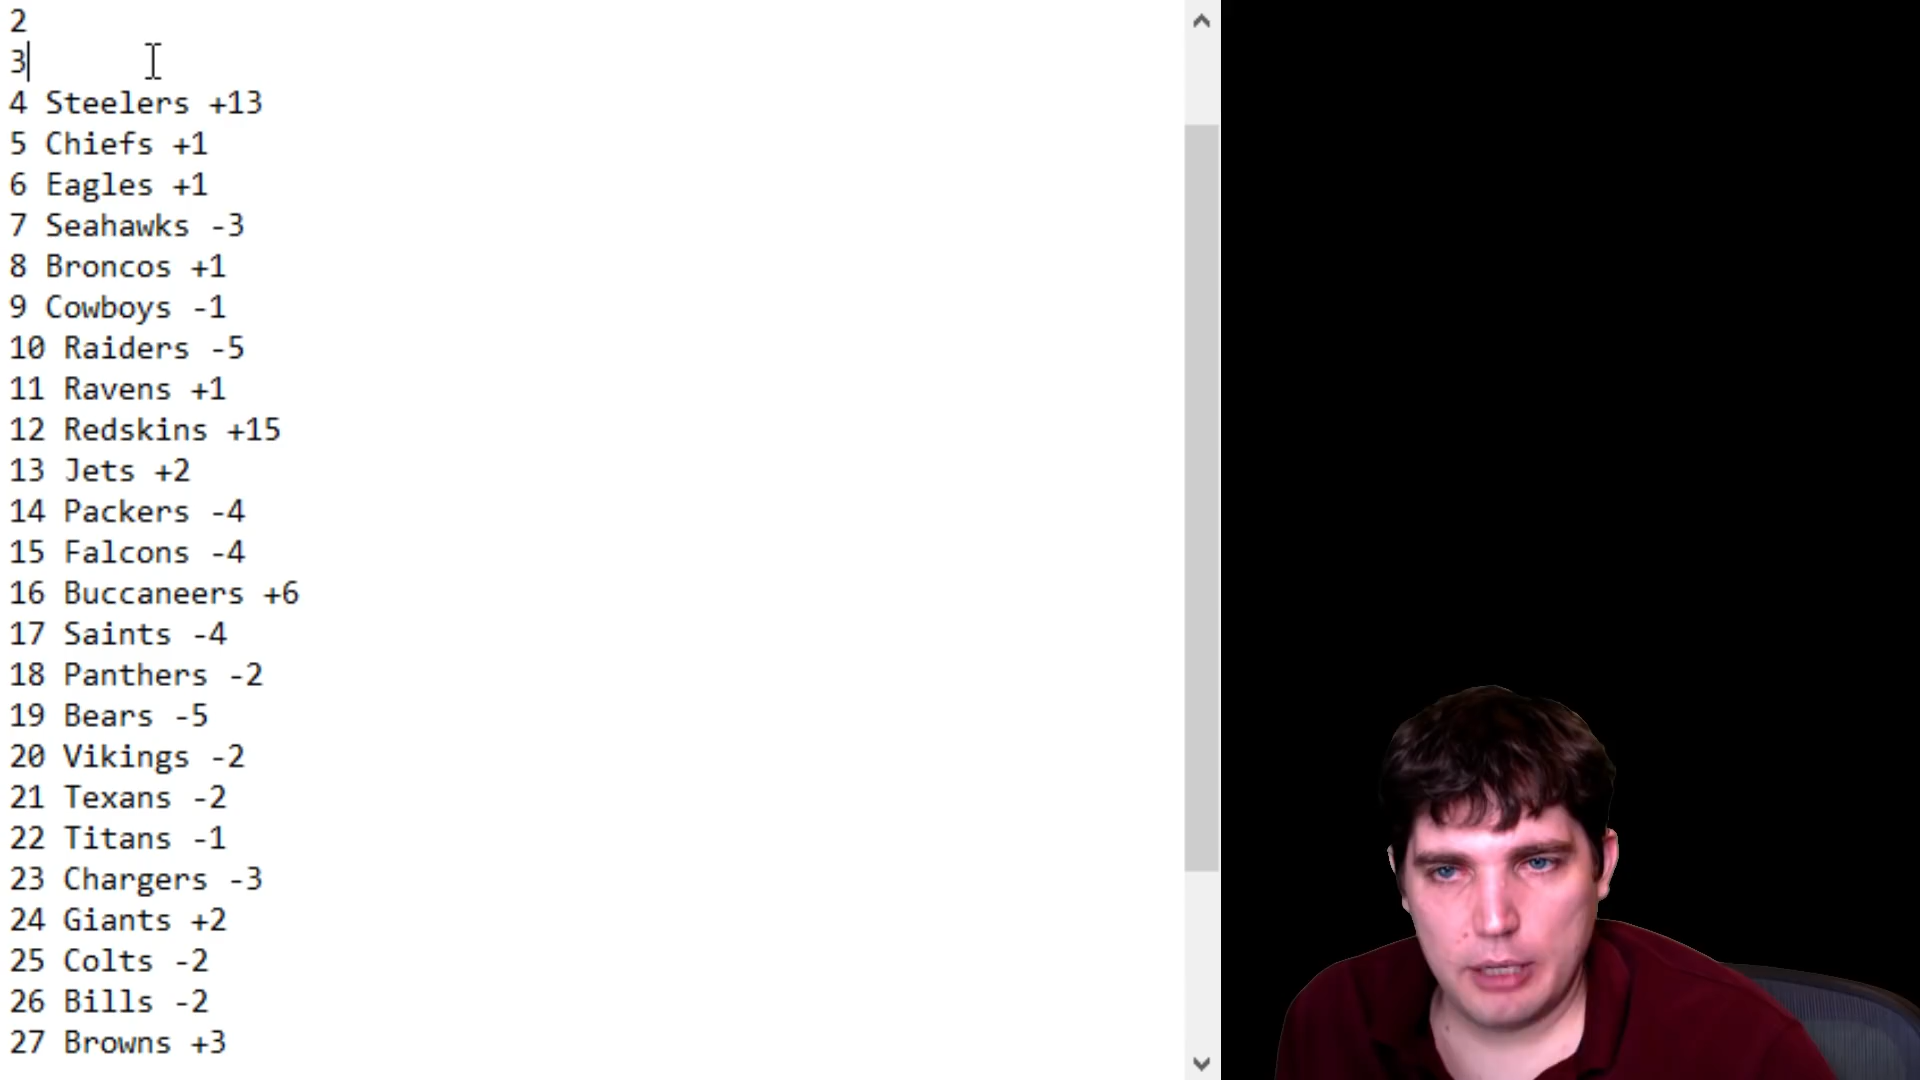 2
3
4 Steelers +13
5 Chiefs +1
6 Eagles +1
7 Seahawks -3
8 Broncos +1
9 Cowboys -1
10 Raiders -5
11 Ravens +1
12 Redskins +15
13 Jets +2
14 Packers -4
15 Falcons -4
16 Buccaneers +6
17 Saints -4
18 Panthers -2
19 Bears -5
20 Vikings -2
21 Texans -2
22 Titans -1
23 Chargers -3
24 Giants +2
25 Colts -2
26 Bills -2
27 Browns +3